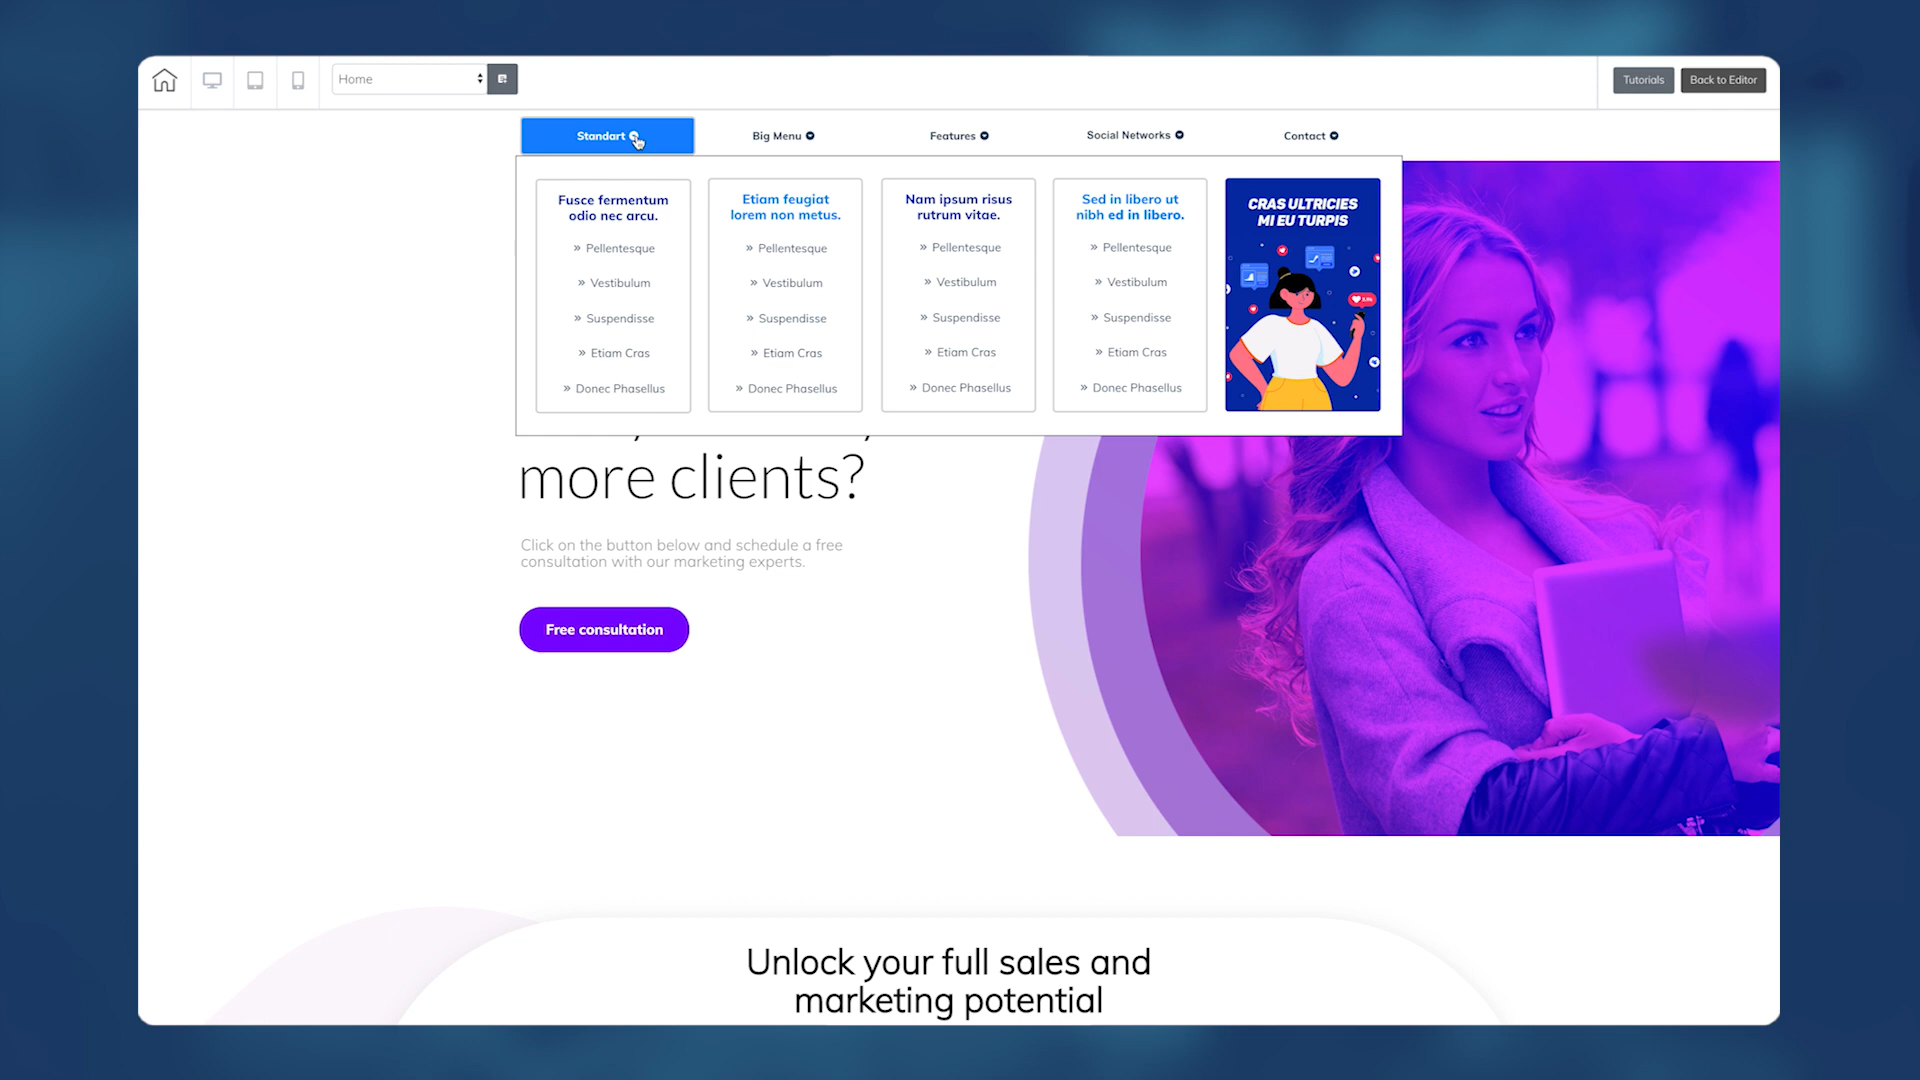 Home
Tutorials
Back to Editor
Standart
Big Menu
Features
Social Networks
Contact
Fusce fermentum
odio nec arcu.
» Pellentesque
» Vestibulum
» Suspendisse
» Etiam Cras
» Donec Phasellus
Etiam feugiat
lorem non metus.
» Pellentesque
» Vestibulum
» Suspendisse
» Etiam Cras
» Donec Phasellus
Nam ipsum risus
rutrum vitae.
» Pellentesque
» Vestibulum
» Suspendisse
» Etiam Cras
» Donec Phasellus
Sed in libero ut
nibh ed in libero.
» Pellentesque
» Vestibulum
» Suspendisse
» Etiam Cras
» Donec Phasellus
CRAS ULTRICIES
MI EU TURPIS
more clients?
Click on the button below and schedule a free
consultation with our marketing experts.
Free consultation
Unlock your full sales and
marketing potential